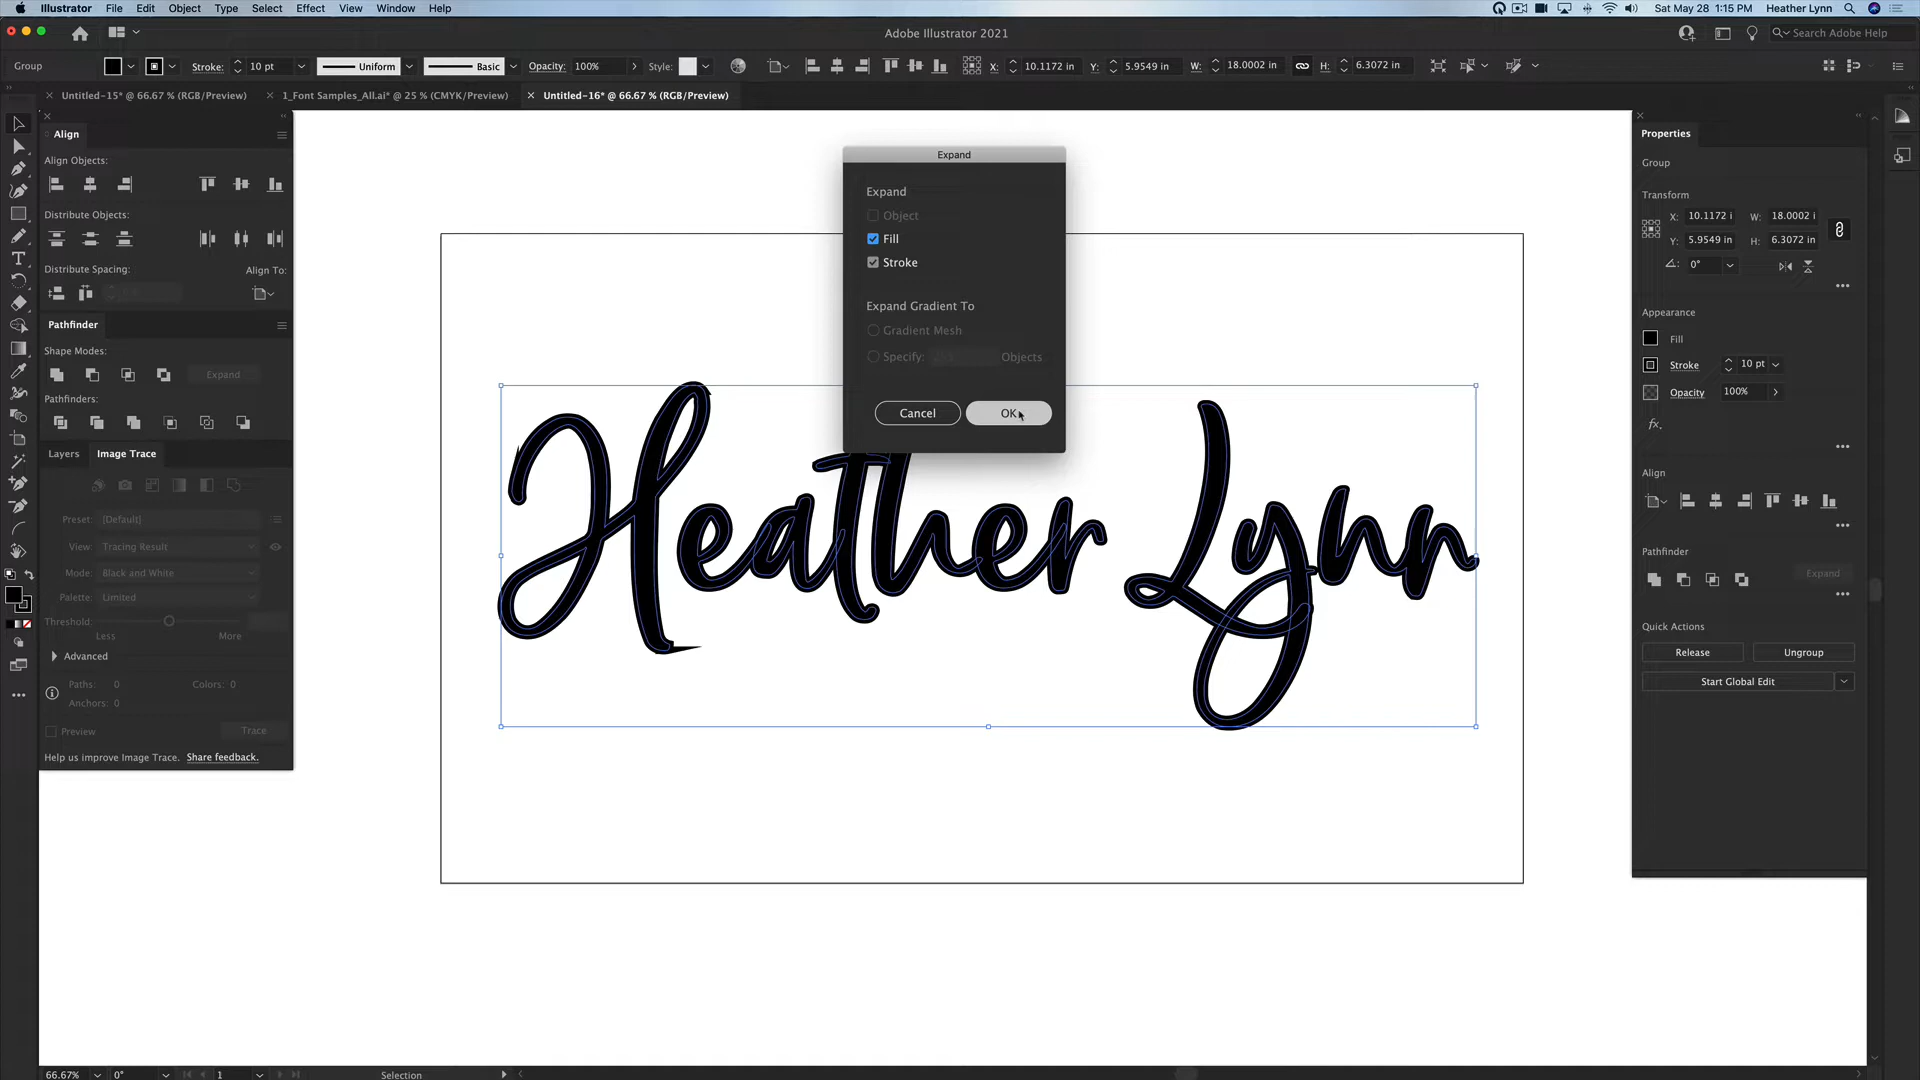 Illustrator File Edit Object Type Select Effect View Window Help Sat May 28 1:15 PM Heather Lynn
Adobe Illustrator 2021 Search Adobe Help
Group Stroke: 10 pt Uniform Basic Opacity: 100% Style: X: 10.1172 in Y: 5.9549 in W: 18.0002 in H: 6.3072 in
Untitled-15* @ 66.67 % (RGB/Preview) 1_Font Samples_All.ai* @ 25 % (CMYK/Preview) Untitled-16* @ 66.67 % (RGB/Preview)
Align
Align Objects:
Distribute Objects:
Distribute Spacing: Align To:
Pathfinder
Shape Modes:
Expand
Pathfinders:
Layers Image Trace
Preset: [Default]
View: Tracing Result
Mode: Black and White
Palette: Limited
Threshold:
Less More
Advanced
Paths: 0 Colors: 0
Anchors: 0
Preview Trace
Help us improve Image Trace. Share feedback.
Expand
Expand
Object
Fill
Stroke
Expand Gradient To
Gradient Mesh
Specify: Objects
Cancel OK
Heather Lynn
Properties
Group
Transform
X: 10.1172 i W: 18.0002 i
Y: 5.9549 in H: 6.3072 in
0°
Appearance
Fill
Stroke 10 pt
Opacity 100%
fx.
Align
Pathfinder
Expand
Quick Actions
Release Ungroup
Start Global Edit
66.67% 0° 1 Selection